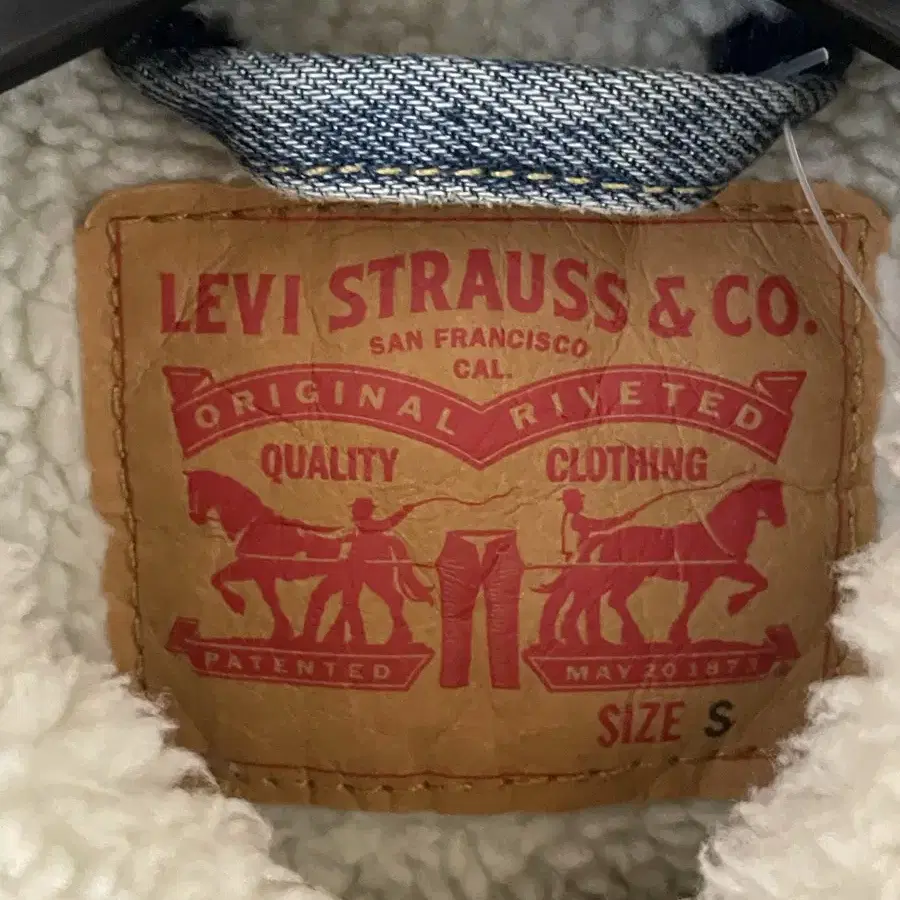 LEVI STRAUSS & CO.
SAN FRANCISCO
CAL.
ORIGINAL RIVETED
QUALITY CLOTHING
PATENTED MAY 20 1873
SIZE S